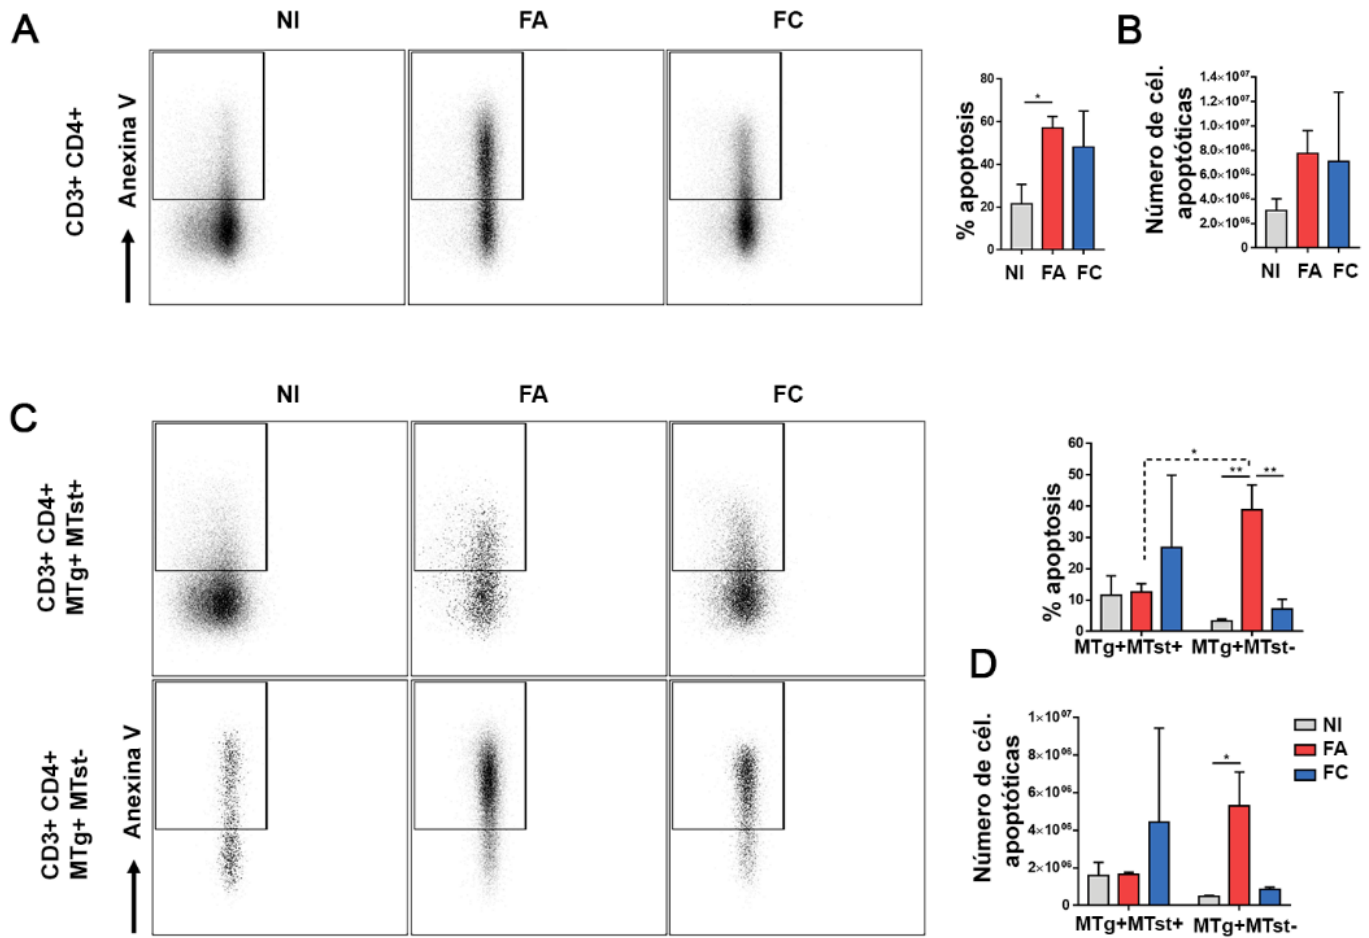 A
NI
FA
FC
CD3+ CD4+
Anexina V
% apoptosis
80
60
40
20
0
*
NI FA FC
B
Número de cél.
apoptóticas
1.4×10⁰⁷
1.2×10⁰⁷
1.0×10⁰⁷
8.0×10⁰⁶
6.0×10⁰⁶
4.0×10⁰⁶
2.0×10⁰⁶
0
NI FA FC
C
NI
FA
FC
CD3+ CD4+
MTg+ MTst+
CD3+ CD4+
MTg+ MTst-
Anexina V
% apoptosis
60
50
40
30
20
10
0
*
** **
MTg+MTst+ MTg+MTst-
D
Número de cél.
apoptóticas
1×10⁰⁷
8×10⁰⁶
6×10⁰⁶
4×10⁰⁶
2×10⁰⁶
0
*
MTg+MTst+ MTg+MTst-
NI
FA
FC